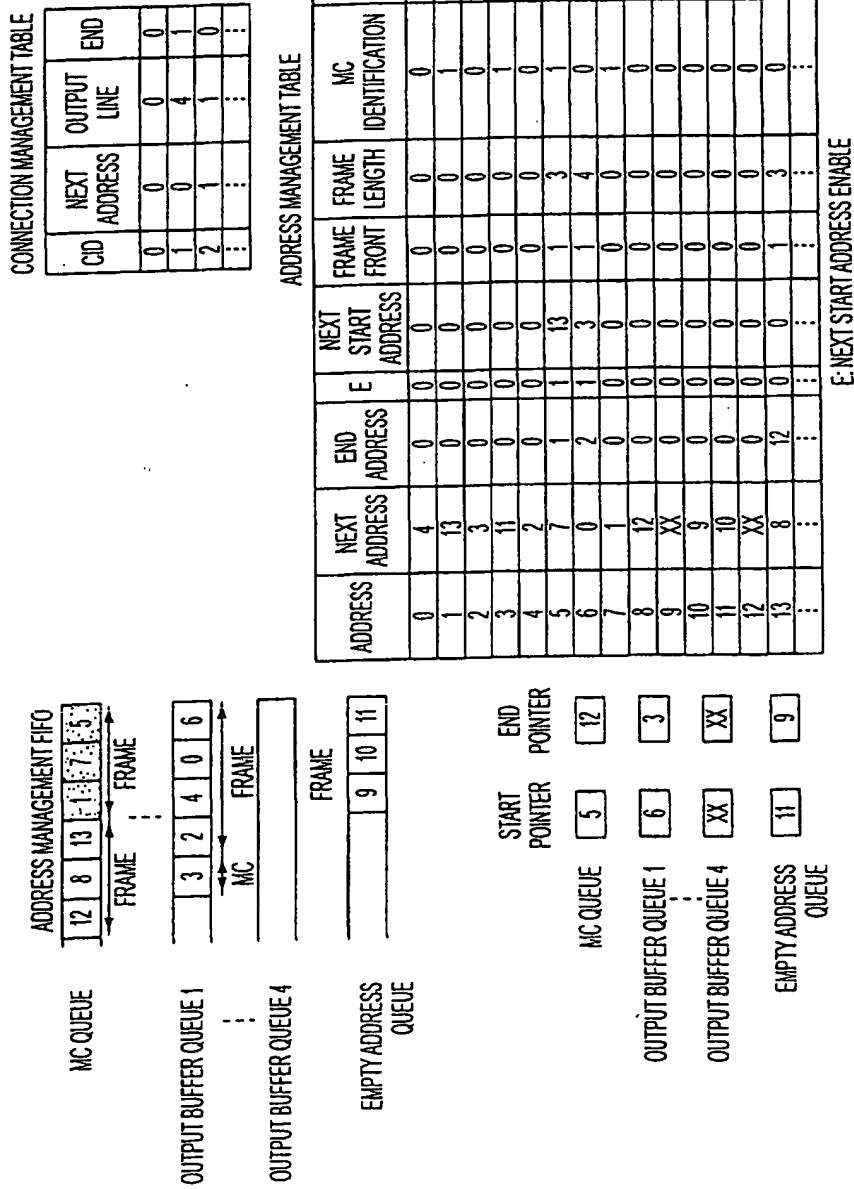 CONNECTION MANAGEMENT TABLE
CID NEXT ADDRESS OUTPUT LINE END
0 0 0 0
1 0 4 1
2 1 1 0
ADDRESS MANAGEMENT FIFO
MC QUEUE
12 8 13 1 7 5
FRAME FRAME
OUTPUT BUFFER QUEUE 1
3 2 4 0 6
MC FRAME
OUTPUT BUFFER QUEUE 4
FRAME
EMPTY ADDRESS QUEUE
9 10 11
START POINTER END POINTER
MC QUEUE 5 12
OUTPUT BUFFER QUEUE 1 6 3
OUTPUT BUFFER QUEUE 4 XX XX
EMPTY ADDRESS QUEUE 11 9
ADDRESS MANAGEMENT TABLE
ADDRESS NEXT ADDRESS END ADDRESS E NEXT START ADDRESS FRAME FRONT FRAME LENGTH MC IDENTIFICATION
0 4 0 0 0 0 0 0
1 13 0 0 0 0 0 1
2 3 0 0 0 0 0 0
3 11 0 0 0 0 0 1
4 2 0 0 0 0 0 0
5 7 1 1 13 1 3 1
6 0 2 1 3 1 4 0
7 1 0 0 0 0 0 1
8 12 0 0 0 0 0 0
9 XX 0 0 0 0 0 0
10 9 0 0 0 0 0 0
11 10 0 0 0 0 0 0
12 XX 0 0 0 0 0 0
13 8 12 0 0 1 3 0
E: NEXT START ADDRESS ENABLE